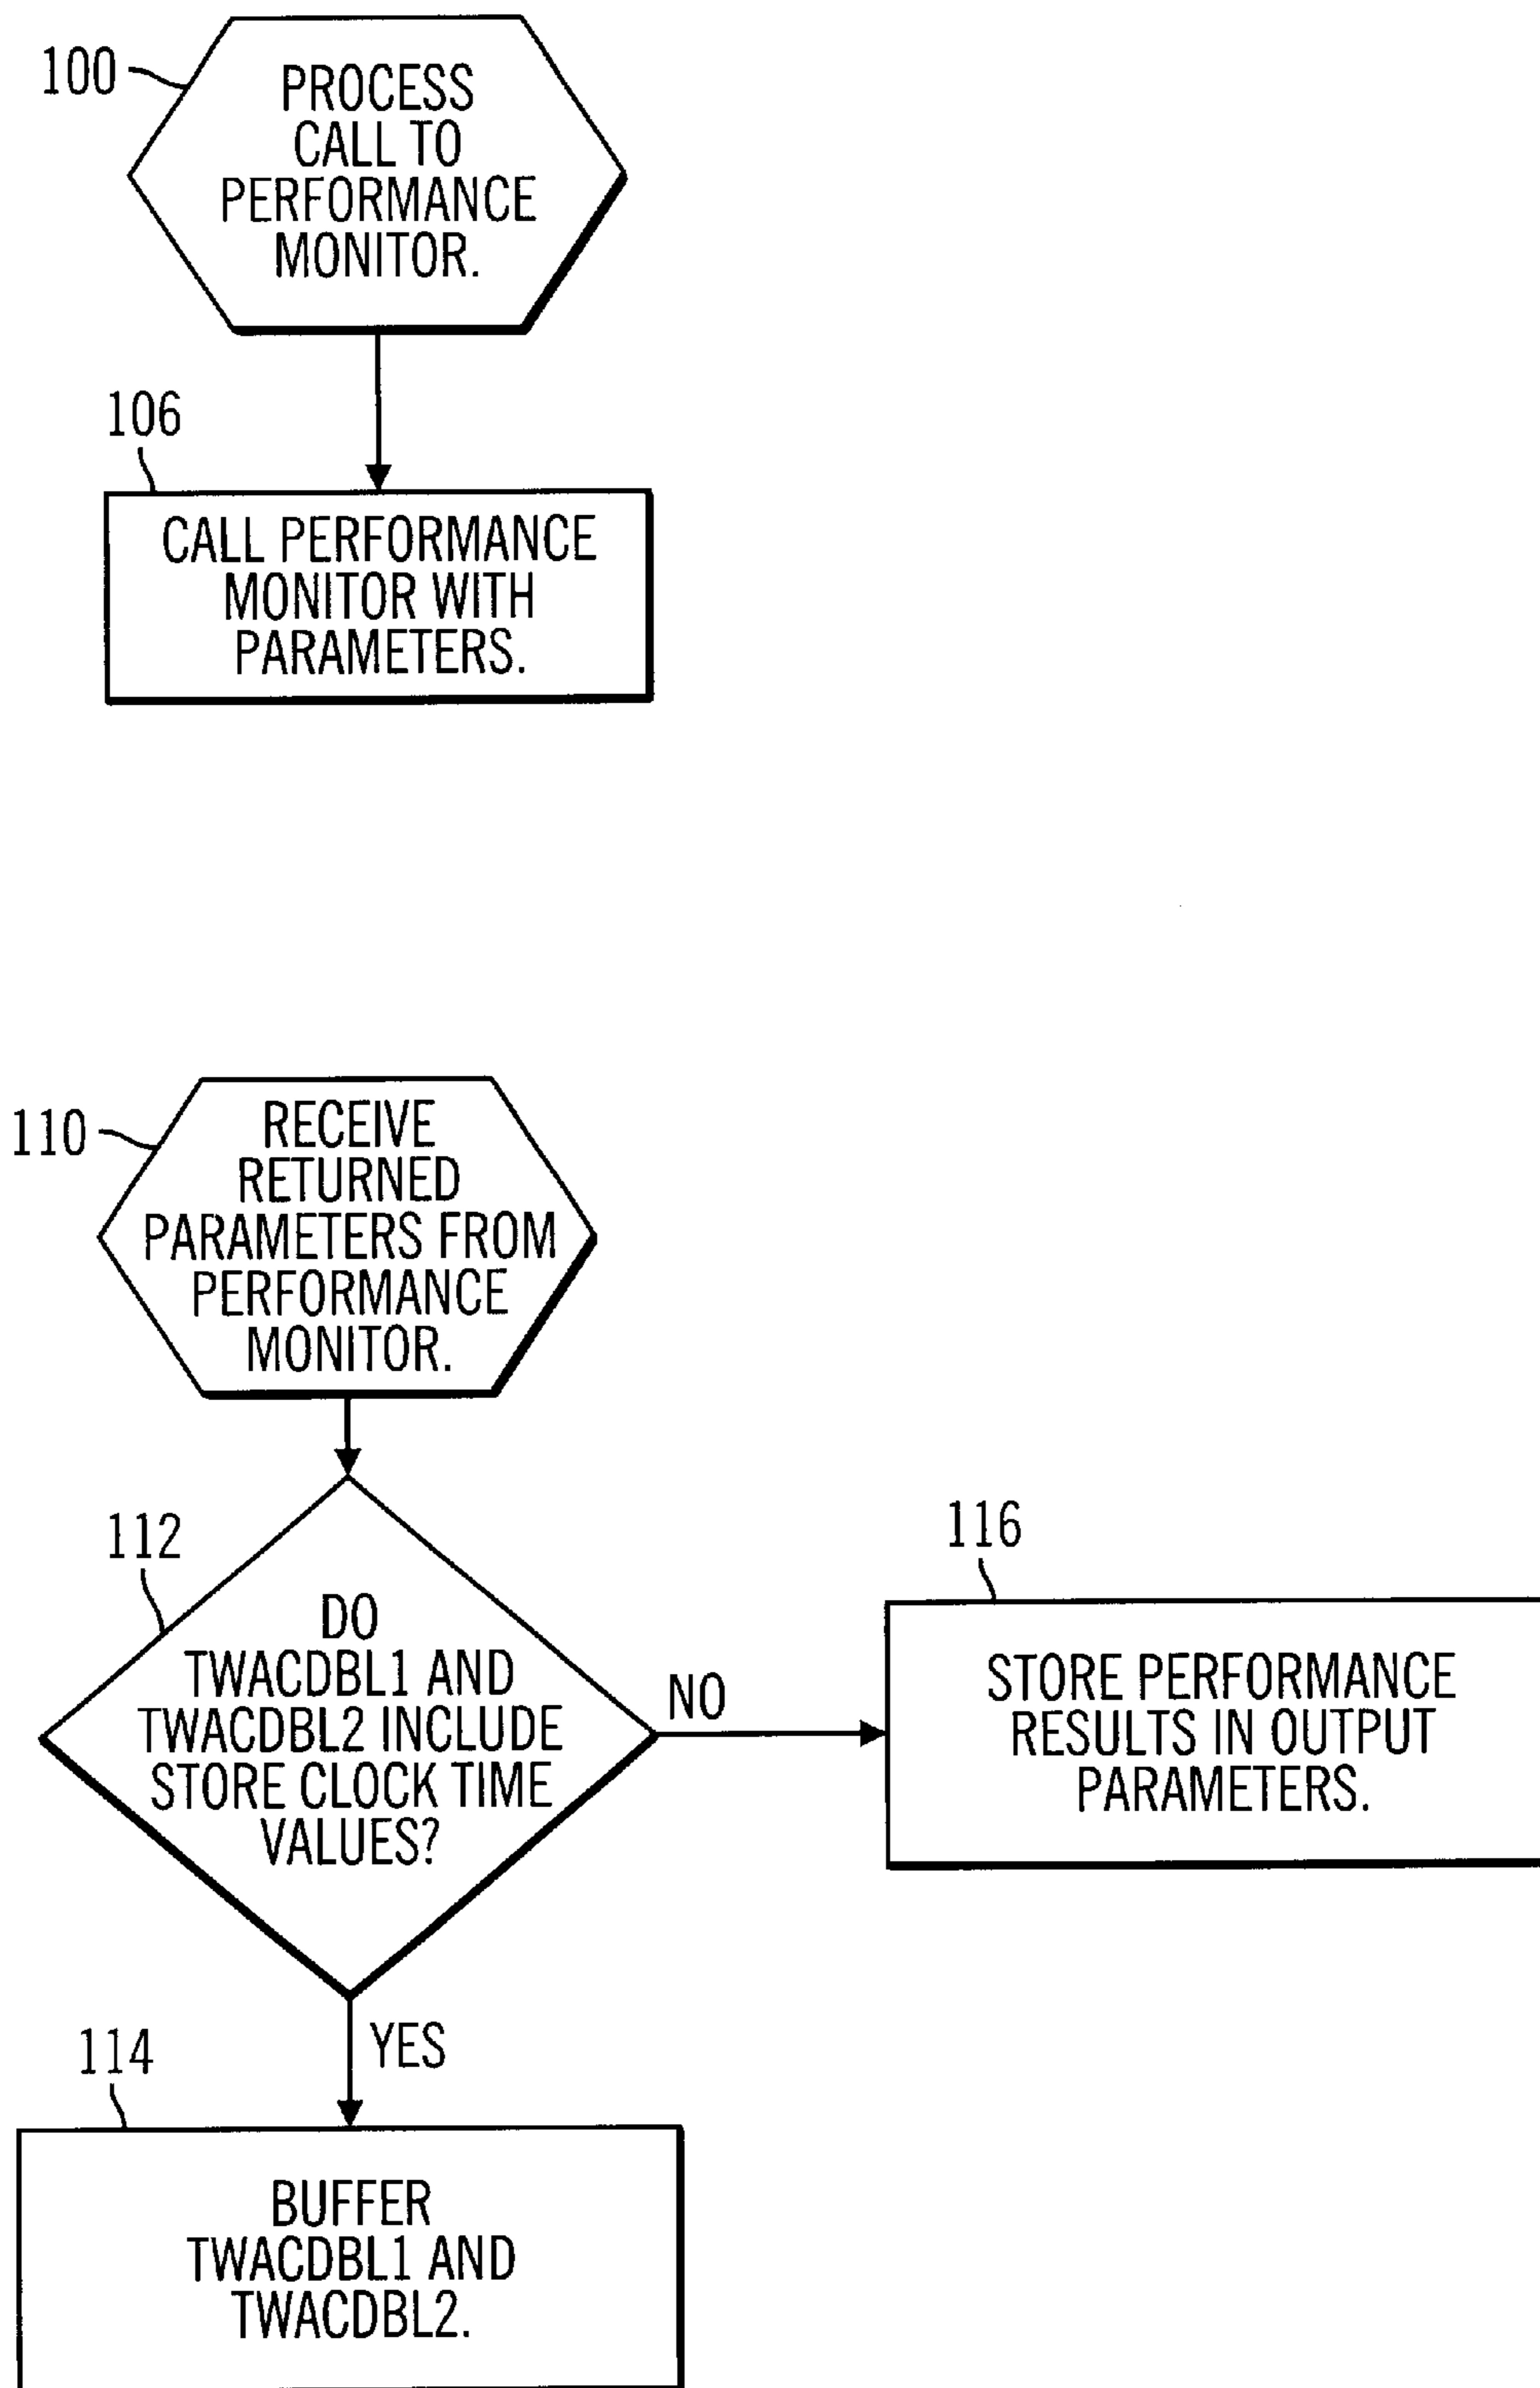 100
PROCESS
CALL TO
PERFORMANCE
MONITOR.
106
CALL PERFORMANCE
MONITOR WITH
PARAMETERS.
110
RECEIVE
RETURNED
PARAMETERS FROM
PERFORMANCE
MONITOR.
112
DO
TWACDBL1 AND
TWACDBL2 INCLUDE
STORE CLOCK TIME
VALUES?
NO
116
STORE PERFORMANCE
RESULTS IN OUTPUT
PARAMETERS.
YES
114
BUFFER
TWACDBL1 AND
TWACDBL2.